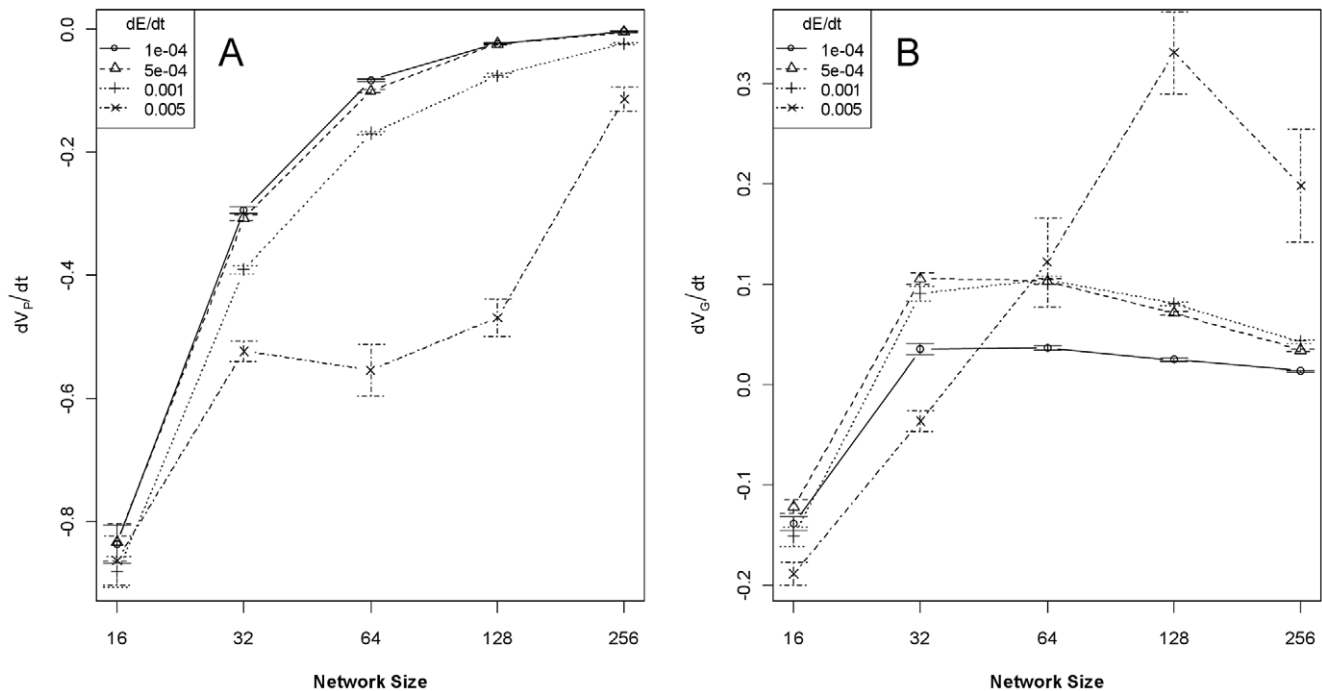 dE/dt
1e-04
5e-04
0.001
0.005
A
dV_P/dt
0.0
-0.2
-0.4
-0.6
-0.8
16 32 64 128 256
Network Size
dE/dt
1e-04
5e-04
0.001
0.005
B
dV_G/dt
0.3
0.2
0.1
0.0
-0.1
-0.2
16 32 64 128 256
Network Size